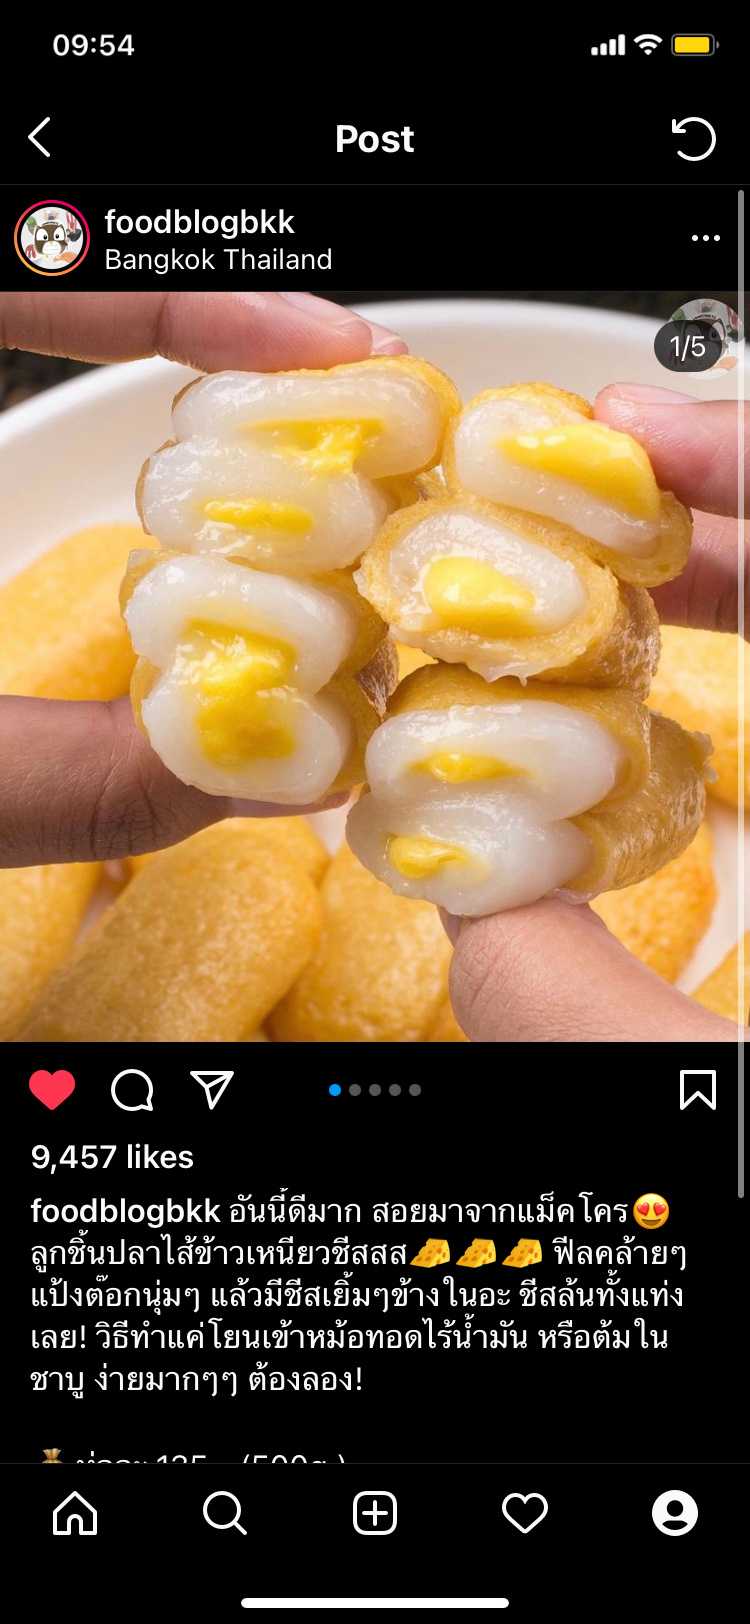 09:54
Post
foodblogbkk
Bangkok Thailand
1/5
9,457 likes
foodblogbkk อันนี้ดีมาก สอยมาจากแม็คโคร😍
ลูกชิ้นปลาไส้ข้าวเหนียวชีสสส🧀🧀🧀 ฟีลคล้ายๆ
แป้งต๊อกนุ่มๆ แล้วมีชีสเยิ้มๆข้างในอะ ชีสล้นทั้งแท่ง
เลย! วิธีทำแค่โยนเข้าหม้อทอดไร้น้ำมัน หรือต้มใน
ชาบู ง่ายมากๆๆ ต้องลอง!